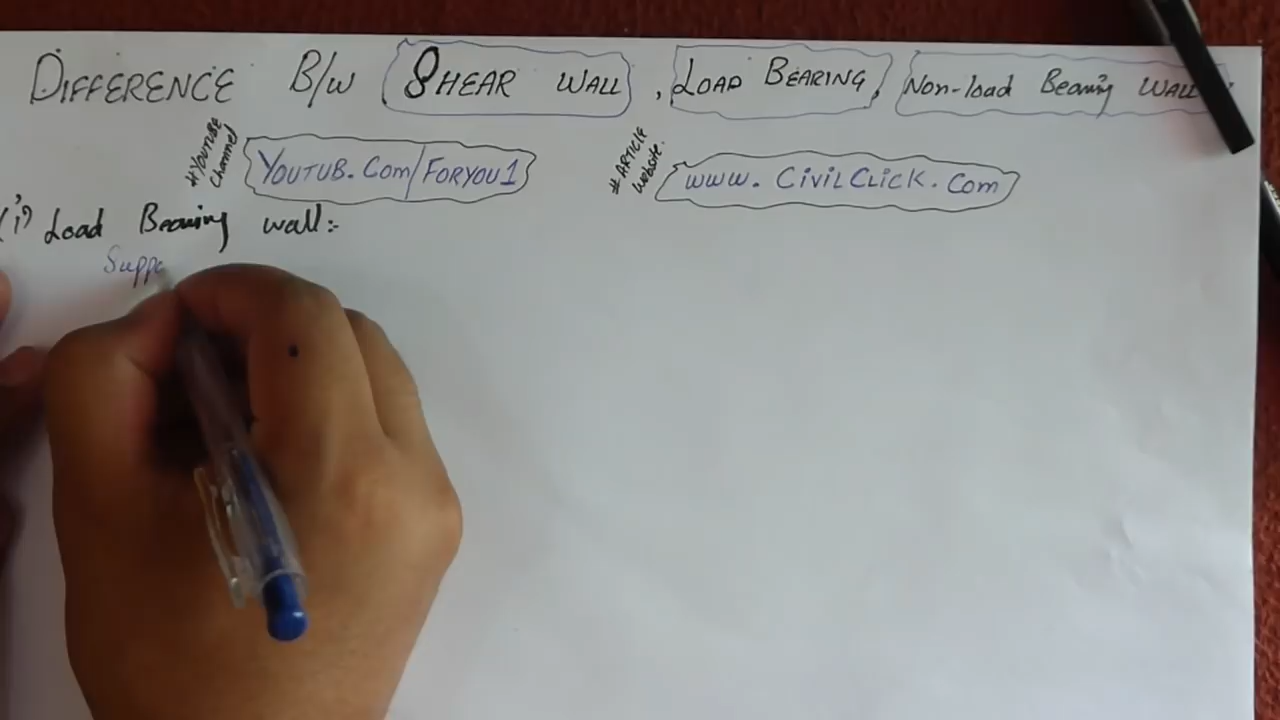 DIFFERENCE B/W SHEAR WALL, LOAD BEARING, Non-load Bearing WALL
#YOUTUBE Channel
YOUTUB.Com/FORYOU1
#ARTICLE Website.
www.CIVILCLICK.Com
(i) Load Bearing wall:-
Suppo